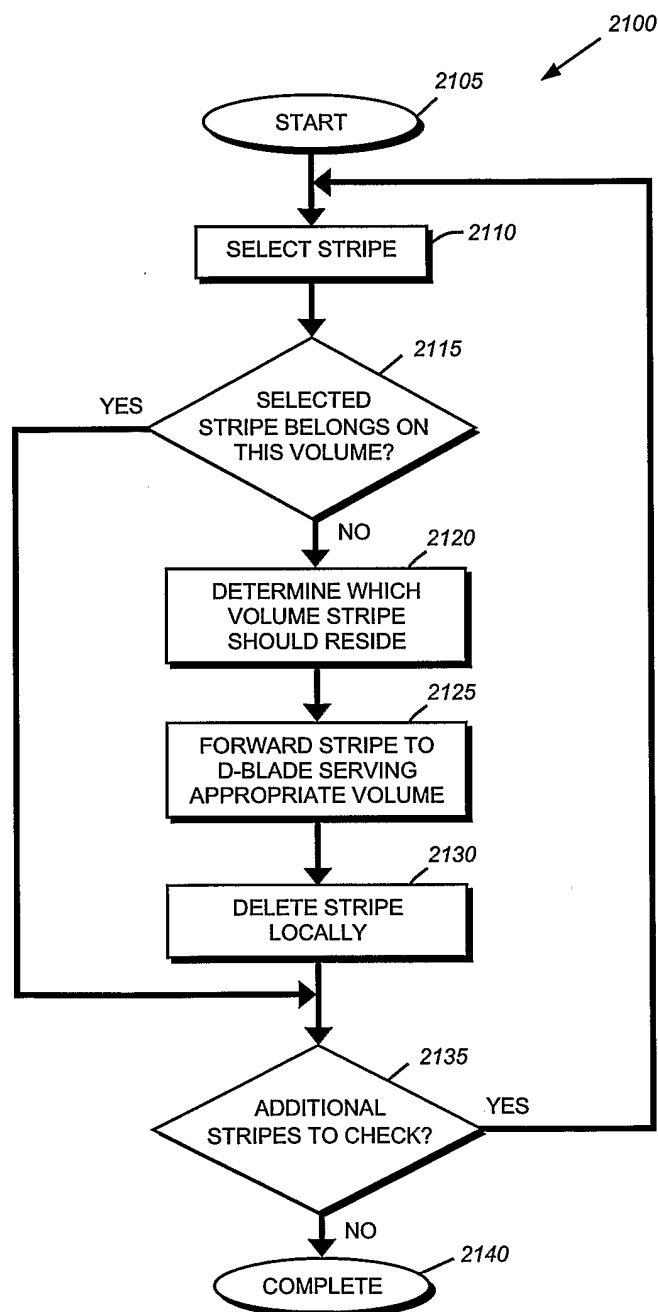 2100
2105
START
2110
SELECT STRIPE
2115
YES
SELECTED
STRIPE BELONGS ON
THIS VOLUME?
NO
2120
DETERMINE WHICH
VOLUME STRIPE
SHOULD RESIDE
2125
FORWARD STRIPE TO
D-BLADE SERVING
APPROPRIATE VOLUME
2130
DELETE STRIPE
LOCALLY
2135
YES
ADDITIONAL
STRIPES TO CHECK?
NO
2140
COMPLETE